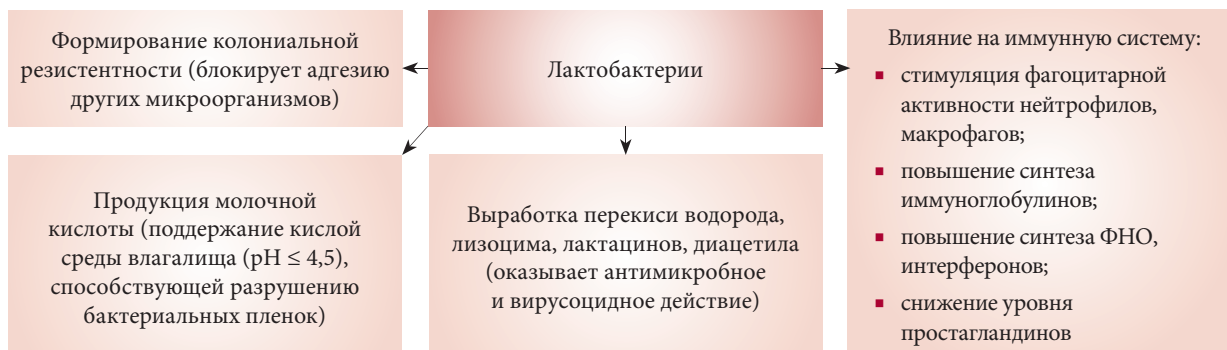 Формирование колониальной
резистентности (блокирует адгезию
других микроорганизмов)
Лактобактерии
Влияние на иммунную систему:
▪ стимуляция фагоцитарной
активности нейтрофилов,
макрофагов;
▪ повышение синтеза
иммуноглобулинов;
▪ повышение синтеза ФНО,
интерферонов;
▪ снижение уровня
простагландинов
Продукция молочной
кислоты (поддержание кислой
среды влагалища (pH ≤ 4,5),
способствующей разрушению
бактериальных пленок)
Выработка перекиси водорода,
лизоцима, лактацинов, диацетила
(оказывает антимикробное
и вирусоцидное действие)